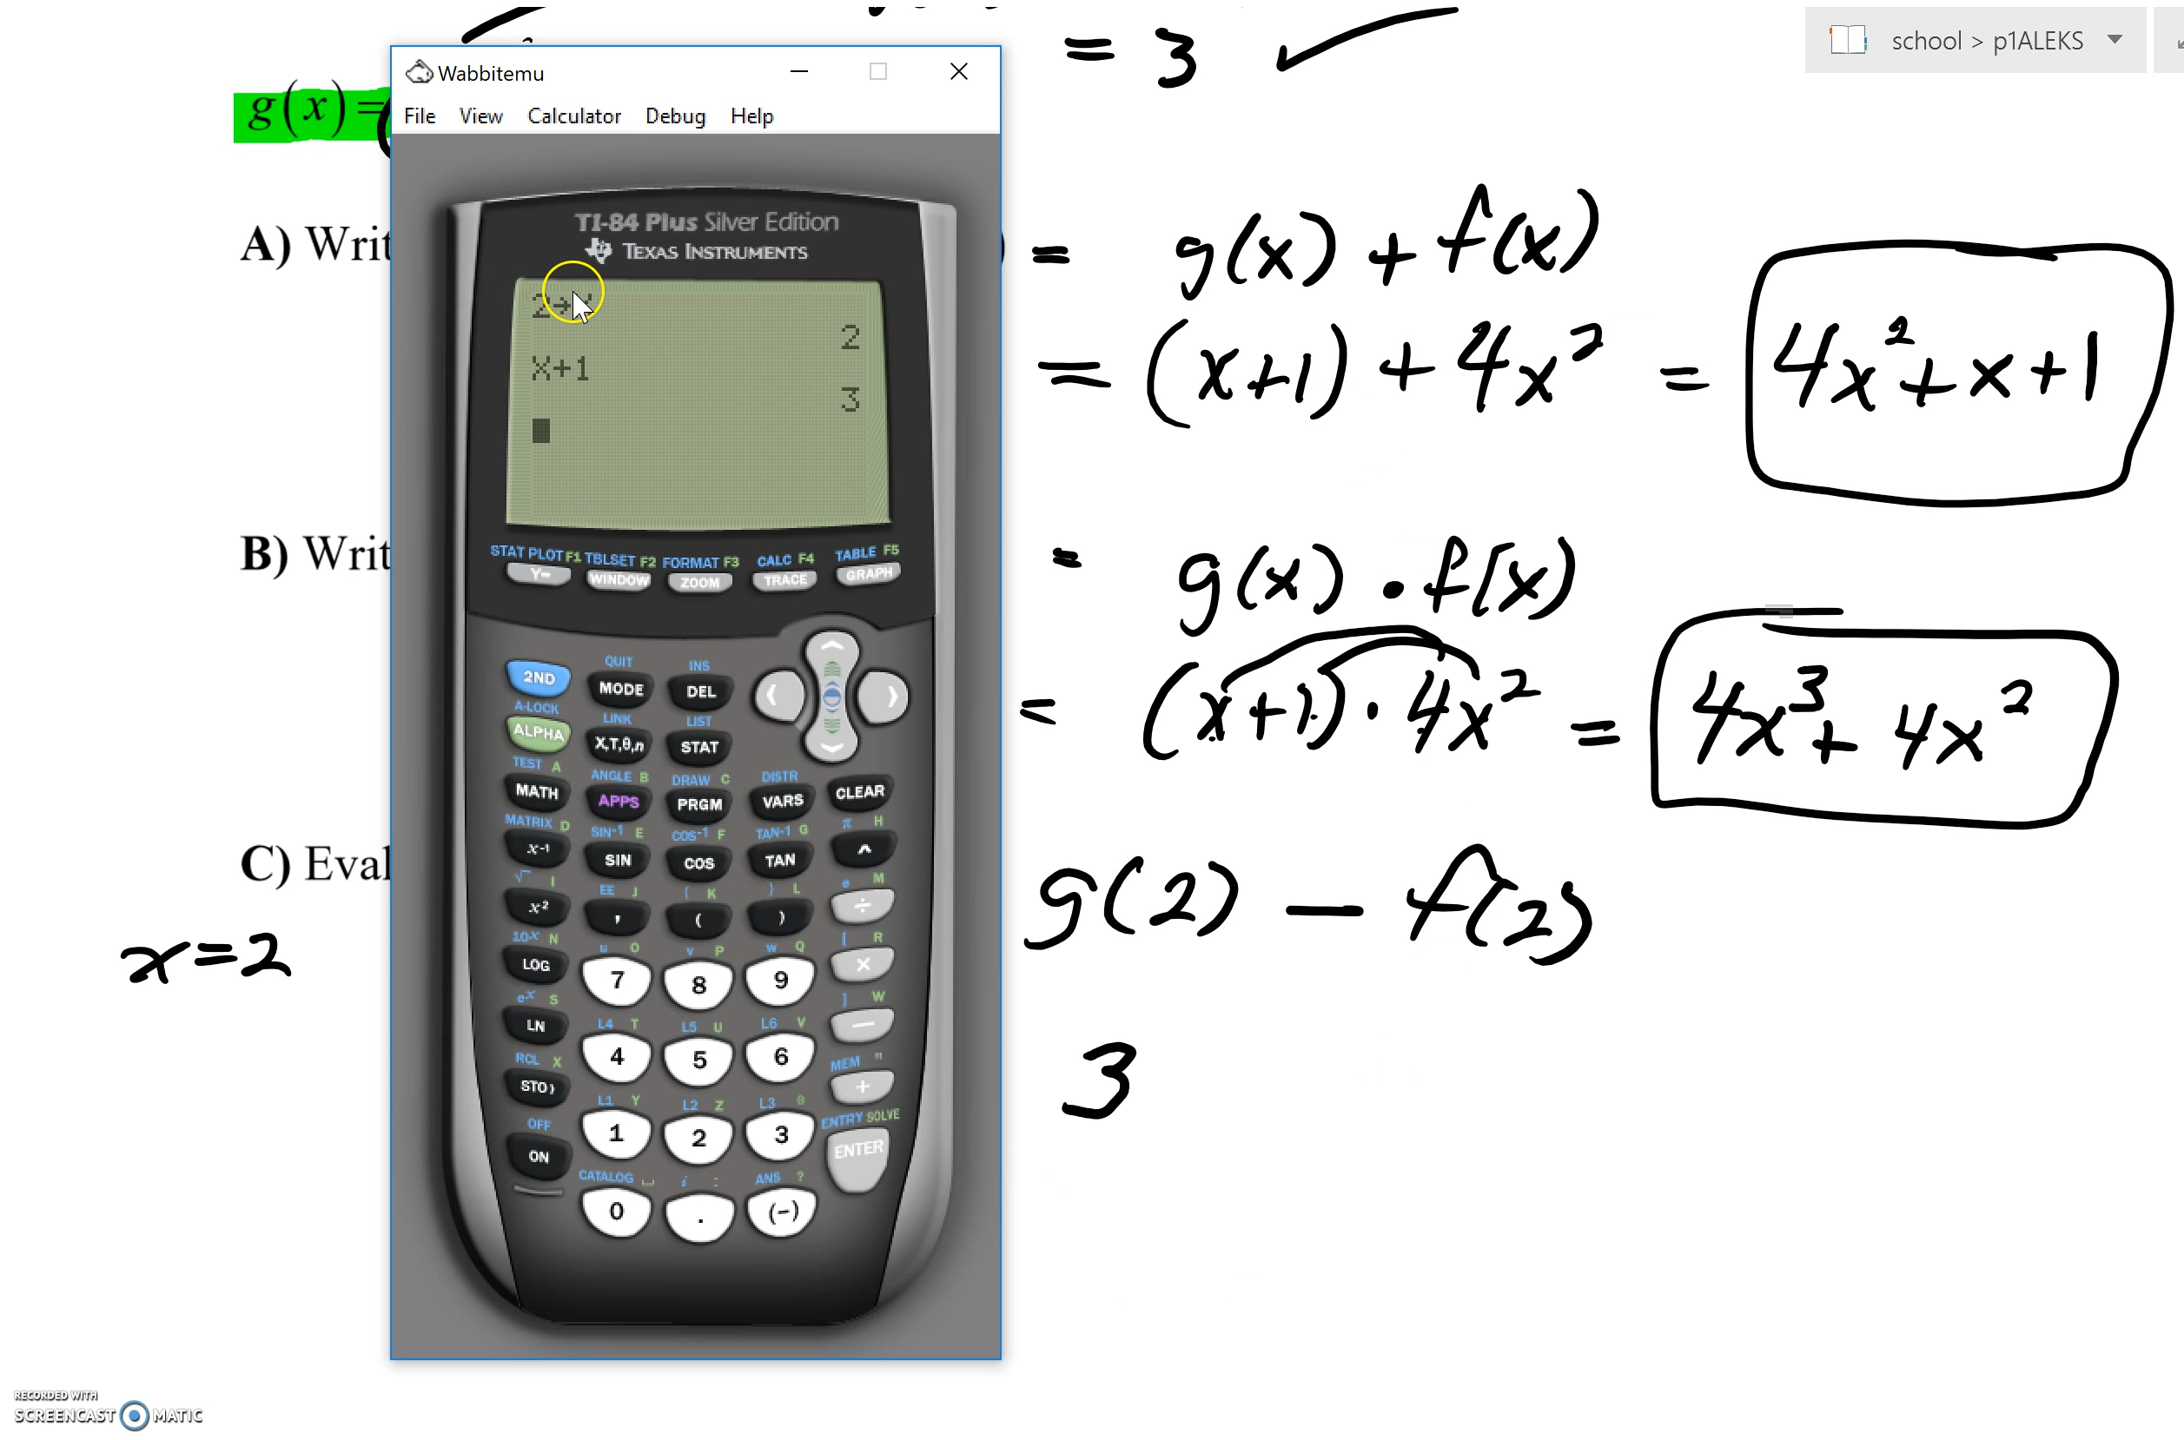 = 3
school > p1ALEKS
Wabbitemu
File View Calculator Debug Help
g(x)=
TI-84 Plus Silver Edition
TEXAS INSTRUMENTS
A) Writ
) = g(x) + f(x)
2→X
2
X+1
3
= (x+1) + 4x² = 4x²+x+1
B) Writ
= g(x) · f(x)
= (x+1) · 4x² = 4x³+ 4x²
STAT PLOT F1 TBLSET F2 FORMAT F3 CALC F4 TABLE F5
Y= WINDOW ZOOM TRACE GRAPH
QUIT INS
2ND MODE DEL
A-LOCK LINK LIST
ALPHA X,T,θ,n STAT
TEST A ANGLE B DRAW C DISTR
MATH APPS PRGM VARS CLEAR
MATRIX D SIN⁻¹ E COS⁻¹ F TAN⁻¹ G π H
x⁻¹ SIN COS TAN ^
C) Eval
g(2) − f(2)
√ I EE J { K } L e M
x² , ( ) ÷
x=2
10ˣ N u O v P w Q [ R
LOG 7 8 9 ×
eˣ S L4 T L5 U L6 V ] W
LN 4 5 6 −
3
RCL X L1 Y L2 Z L3 θ MEM "
STO⟩ 1 2 3 +
OFF CATALOG i : ANS ? ENTRY SOLVE
ON 0 . (-) ENTER
RECORDED WITH
SCREENCAST MATIC